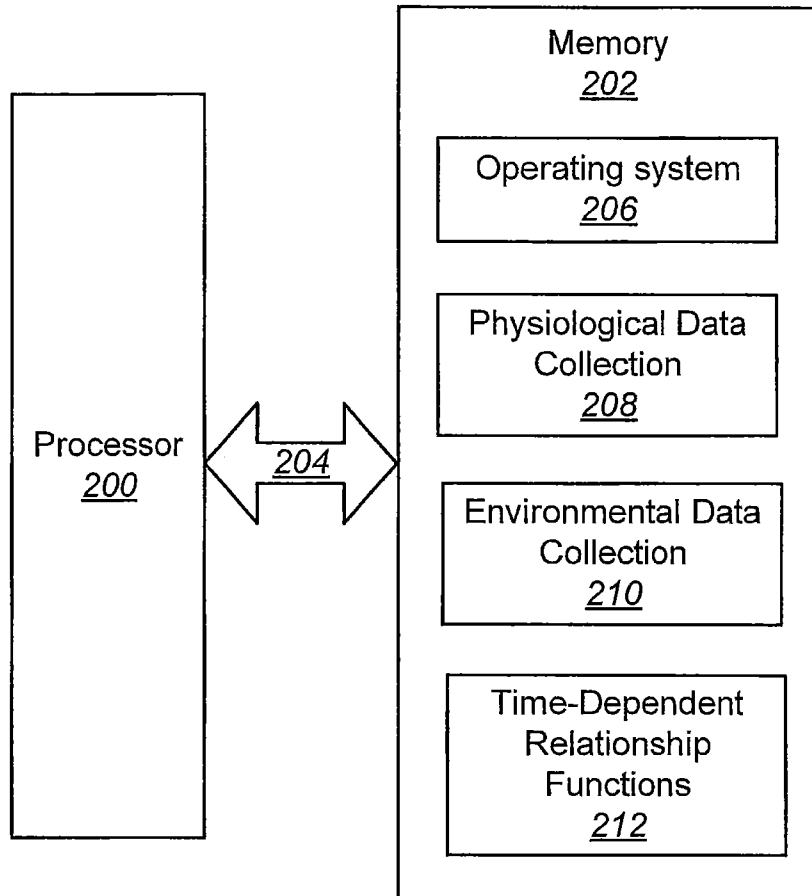 Memory
202
Operating system
206
Physiological Data
Collection
208
Processor
200
204
Environmental Data
Collection
210
Time-Dependent
Relationship
Functions
212